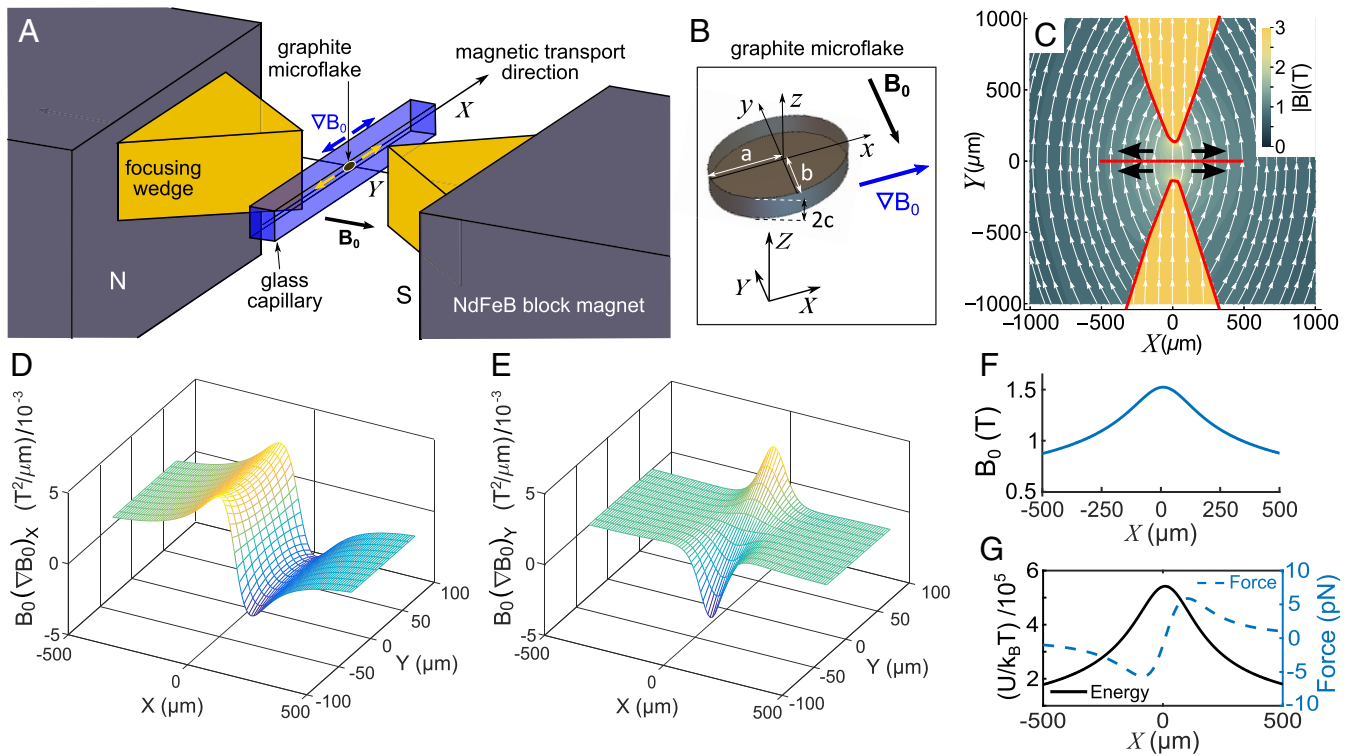 A
graphite
microflake
magnetic transport
direction
X
∇B₀
focusing
wedge
Y
B₀
N
glass
capillary
S
NdFeB block magnet
B
graphite microflake
B₀
z
y
x
a
b
∇B₀
2c
Z
Y
X
C
1000
500
0
−500
−1000
Y(µm)
−1000 −500 0 500 1000
X(µm)
3
2
1
0
|B|(T)
D
B₀(∇B₀)X (T²/µm)/10⁻³
5
0
-5
-500
0
500
X (µm)
100
50
0
-50
-100
Y (µm)
E
B₀(∇B₀)Y (T²/µm)/10⁻³
5
0
-5
-500
0
500
X (µm)
100
50
0
-50
-100
Y (µm)
F
1.5
1
0.5
B₀ (T)
-500 -250 0 250 500
X (µm)
G
(U/kBT) /10⁵
6
4
2
Force
Energy
10
5
0
-5
-10
Force (pN)
-500 0 500
X (µm)